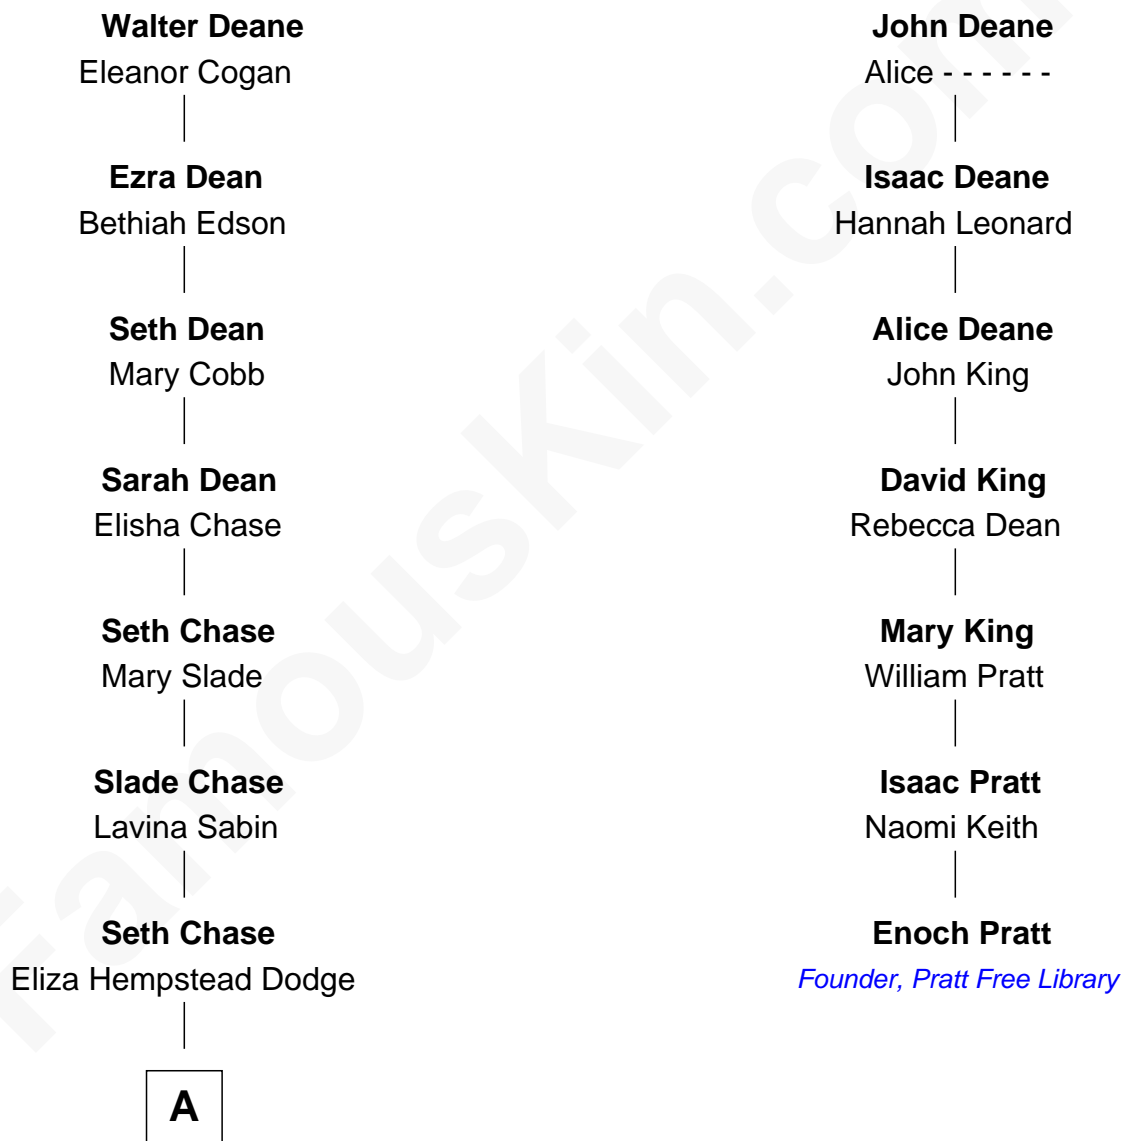 Walter Deane
Eleanor Cogan
Ezra Dean
Bethiah Edson
Seth Dean
Mary Cobb
Sarah Dean
Elisha Chase
Seth Chase
Mary Slade
Slade Chase
Lavina Sabin
Seth Chase
Eliza Hempstead Dodge
A
John Deane
Alice - - - - - -
Isaac Deane
Hannah Leonard
Alice Deane
John King
David King
Rebecca Dean
Mary King
William Pratt
Isaac Pratt
Naomi Keith
Enoch Pratt
Founder, Pratt Free Library
FamousKin.com